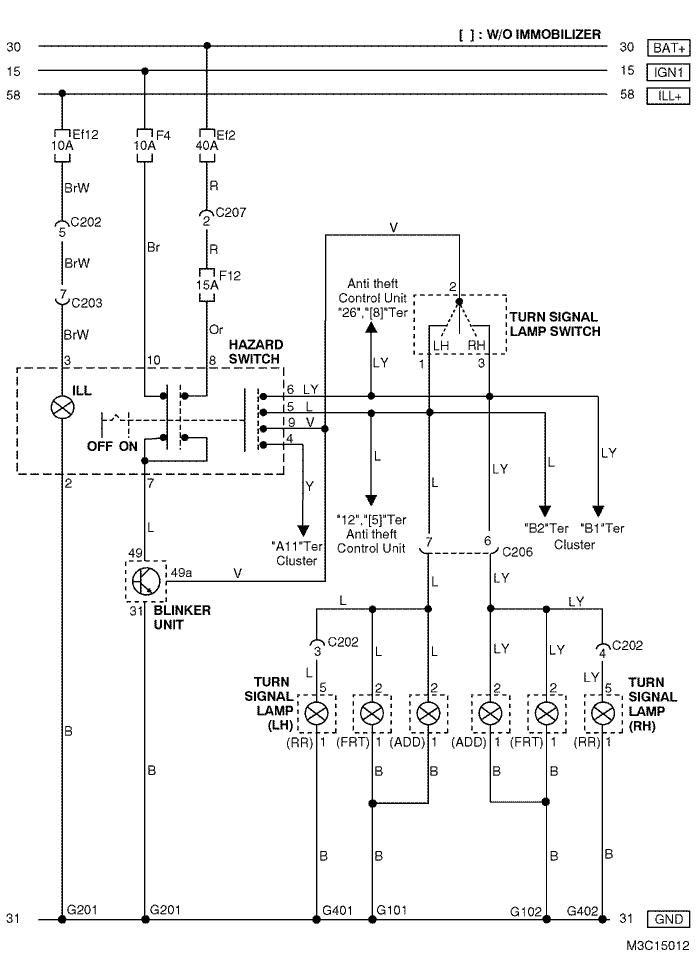 [ ] : W/O IMMOBILIZER
30 30 BAT+
15 15 IGN1
58 58 ILL+
Ef12 F4 Ef2
10A 10A 40A
BrW R
C202 2 C207
5
Br R V
BrW
F12
15A
7
C203
Anti theft
Control Unit
"26","[8]"Ter
2
TURN SIGNAL
LAMP SWITCH
BrW Or
HAZARD
SWITCH
LH RH
3 10 8 LY 1 3
ILL
6 LY
5 L
9 V
4
OFF ON
2 7
L L LY L LY
Y
"12","[5]"Ter
Anti theft
Control Unit
"B2"Ter "B1"Ter
Cluster
"A11"Ter
Cluster
49 7 6 C206
49a V
L LY
31 BLINKER
UNIT
L LY
C202 C202
3 4
L L L LY LY LY
TURN
SIGNAL
LAMP
(LH)
5 2 2 2 2 5
TURN
SIGNAL
LAMP
(RH)
(RR) 1 (FRT) 1 (ADD) 1 (ADD) 1 (FRT) 1 (RR) 1
B
B B B B B
B B B B
31 G201 G201 G401 G101 G102 G402 31 GND
M3C15012